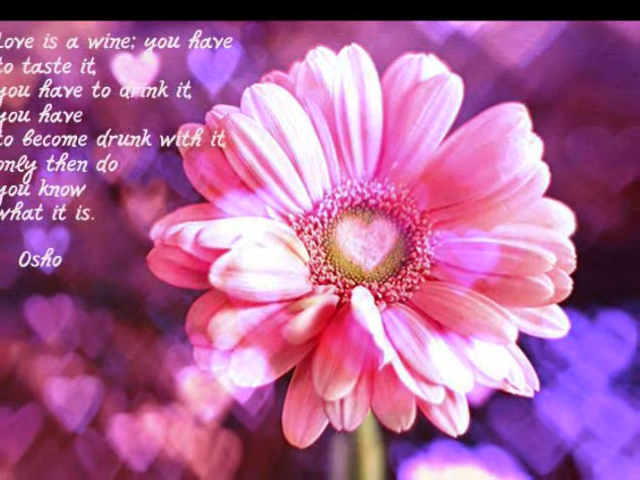 Love is a wine; you have
to taste it,
you have to drink it,
you have
to become drunk with it,
only then do
you know
what it is.
Osho